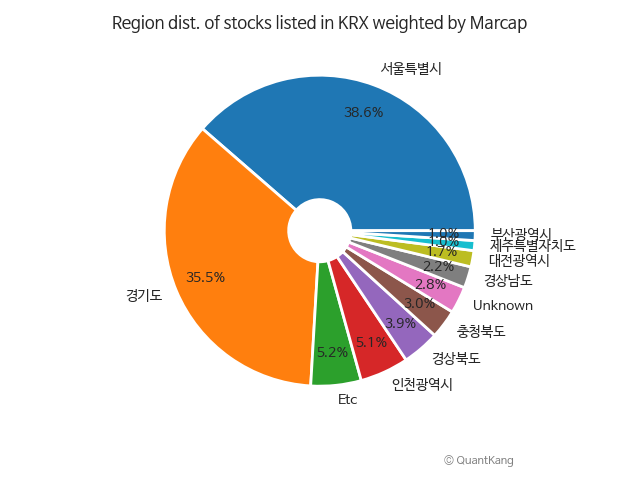 Region dist. of stocks listed in KRX weighted by Marcap
서울특별시
38.6%
경기도
35.5%
Etc
5.2%
인천광역시
5.1%
경상북도
3.9%
충청북도
3.0%
Unknown
2.8%
경상남도
2.2%
대전광역시
1.7%
제주특별자치도
1.0%
부산광역시
1.0%
© QuantKang